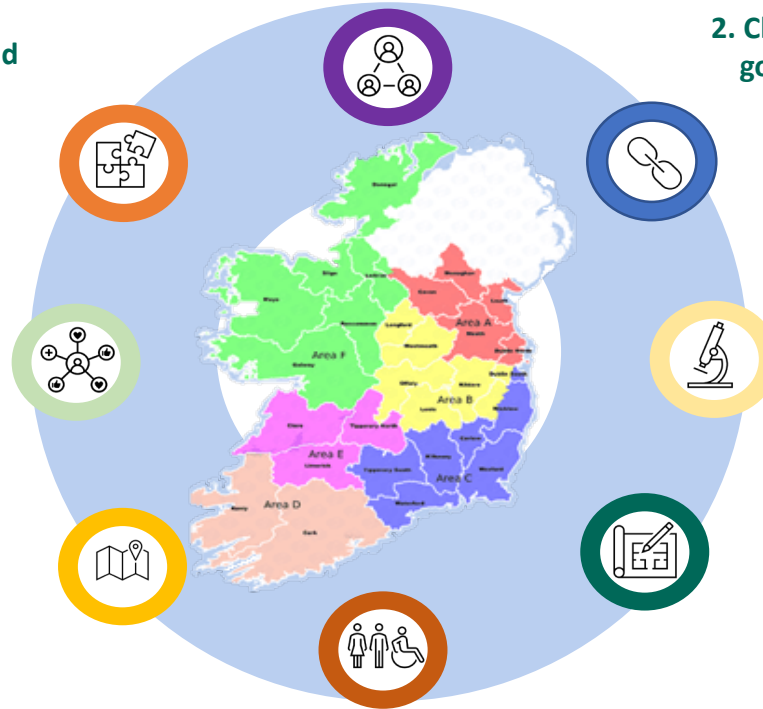 2. Cl
d
go
Donegal
Sligo
Leitrim
Monaghan
Cavan
Louth
Mayo
Area A
Roscommon
Longford
Meath
Westmeath
Area F
Galway
Offaly
Kildare
Area B
Laois
Wicklow
Clare
Tipperary North
Carlow
Area E
Kilkenny
Limerick
Tipperary South
Wexford
Area C
Area D
Waterford
Kerry
Cork